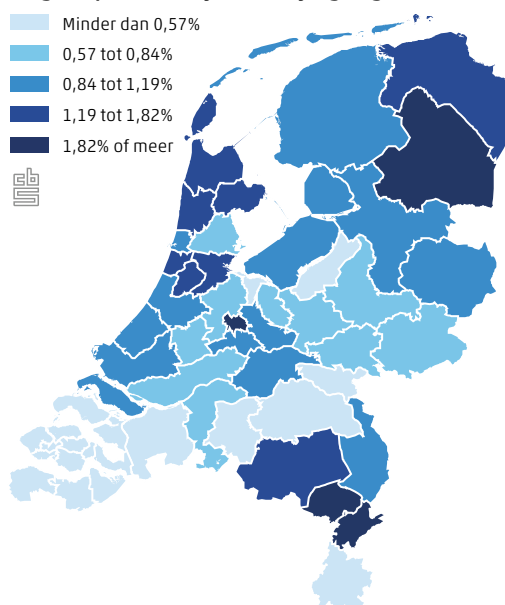 Minder dan 0,57%
0,57 tot 0,84%
0,84 tot 1,19%
1,19 tot 1,82%
1,82% of meer
cbs